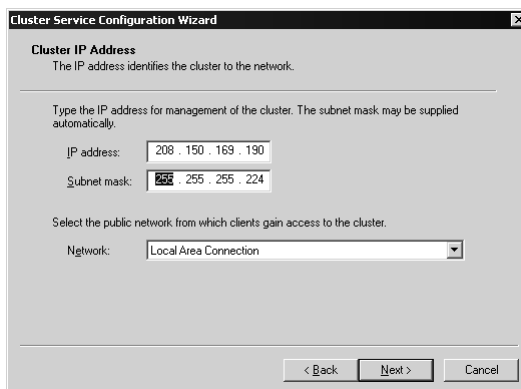 Cluster Service Configuration Wizard
Cluster IP Address
The IP address identifies the cluster to the network.
Type the IP address for management of the cluster. The subnet mask may be supplied
automatically.
IP address: 208 . 150 . 169 . 190
Subnet mask: 255 . 255 . 255 . 224
Select the public network from which clients gain access to the cluster.
Network: Local Area Connection
< Back Next > Cancel